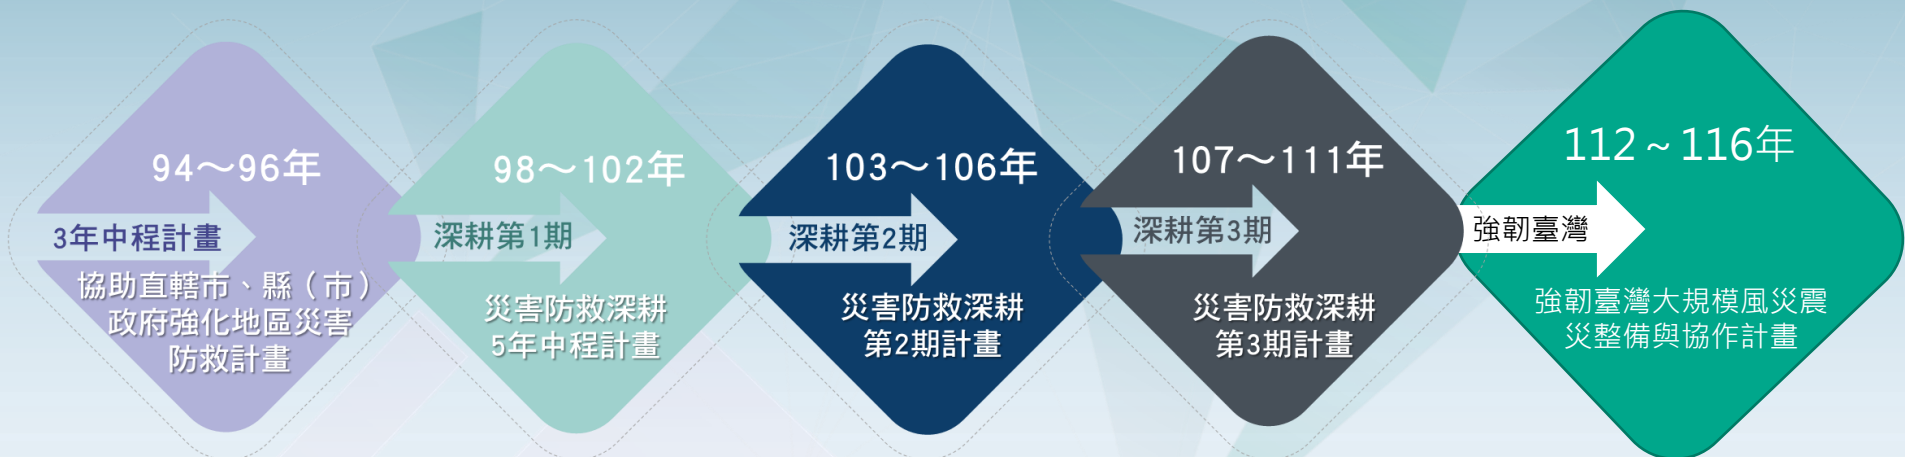 94～96年
3年中程計畫
協助直轄市、縣（市）
政府強化地區災害
防救計畫
98～102年
深耕第1期
災害防救深耕
5年中程計畫
103～106年
深耕第2期
災害防救深耕
第2期計畫
107～111年
深耕第3期
災害防救深耕
第3期計畫
112 ~ 116年
強韌臺灣
強韌臺灣大規模風災震
災整備與協作計畫